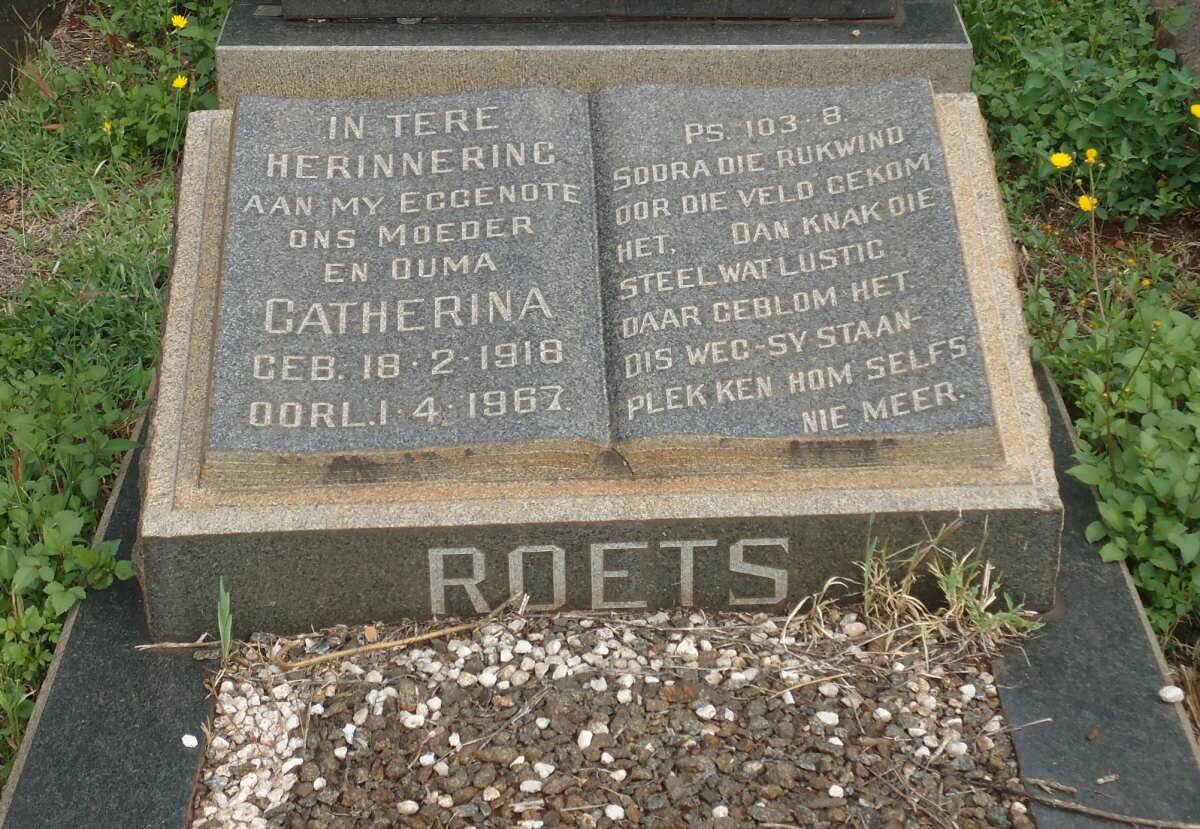 IN TERE
HERINNERING
AAN MY EGGENOTE
ONS MOEDER
EN OUMA
CATHERINA
GEB. 18·2·1918
OORL. 1·4·1967.
PS. 103·8.
SODRA DIE RUKWIND
OOR DIE VELD GEKOM
HET. DAN KNAK DIE
STEEL WAT LUSTIG
DAAR GEBLOM HET.
DIS WEG-SY STAAN-
PLEK KEN HOM SELFS
NIE MEER.
ROETS